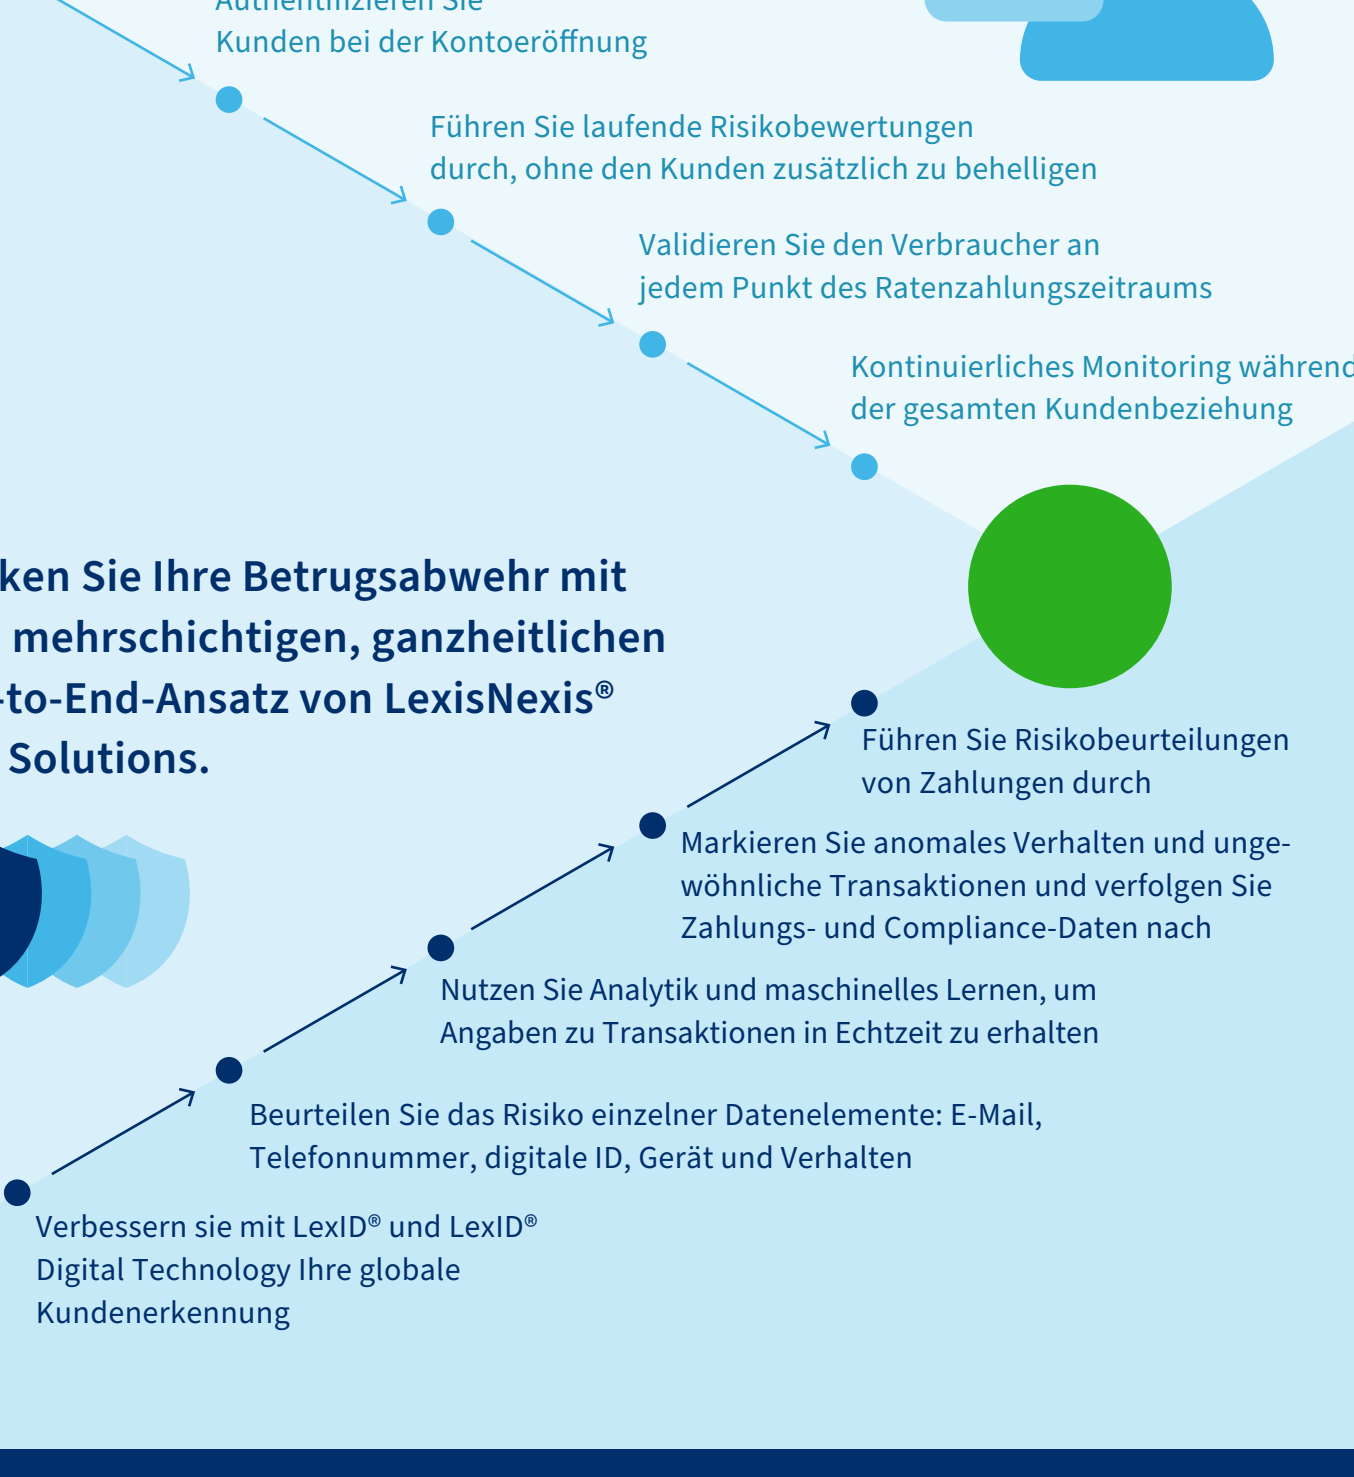 Authentifizieren Sie
Kunden bei der Kontoeröffnung
Führen Sie laufende Risikobewertungen
durch, ohne den Kunden zusätzlich zu behelligen
Validieren Sie den Verbraucher an
jedem Punkt des Ratenzahlungszeitraums
Kontinuierliches Monitoring während
der gesamten Kundenbeziehung
ken Sie Ihre Betrugsabwehr mit
mehrschichtigen, ganzheitlichen
-to-End-Ansatz von LexisNexis®
Solutions.
Führen Sie Risikobeurteilungen
von Zahlungen durch
Markieren Sie anomales Verhalten und unge-
wöhnliche Transaktionen und verfolgen Sie
Zahlungs- und Compliance-Daten nach
Nutzen Sie Analytik und maschinelles Lernen, um
Angaben zu Transaktionen in Echtzeit zu erhalten
Beurteilen Sie das Risiko einzelner Datenelemente: E-Mail,
Telefonnummer, digitale ID, Gerät und Verhalten
Verbessern sie mit LexID® und LexID®
Digital Technology Ihre globale
Kundenerkennung